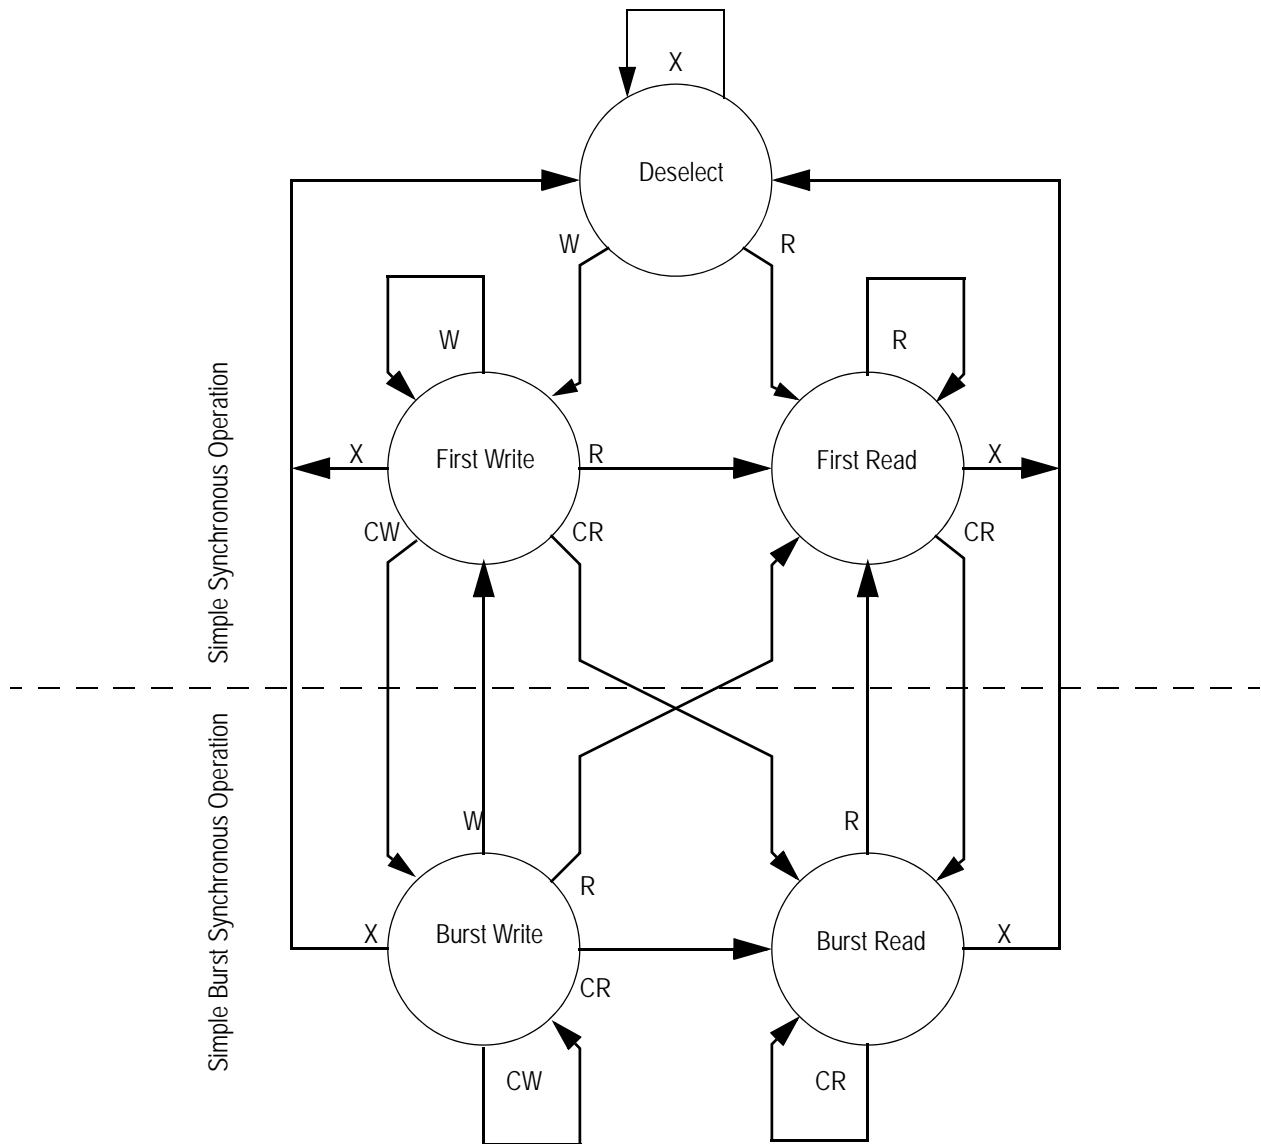 X
Deselect
W
R
W
R
Simple Synchronous Operation
X
First Write
R
First Read
X
CW
CR
CR
Simple Burst Synchronous Operation
W
R
R
X
Burst Write
Burst Read
X
CR
CW
CR